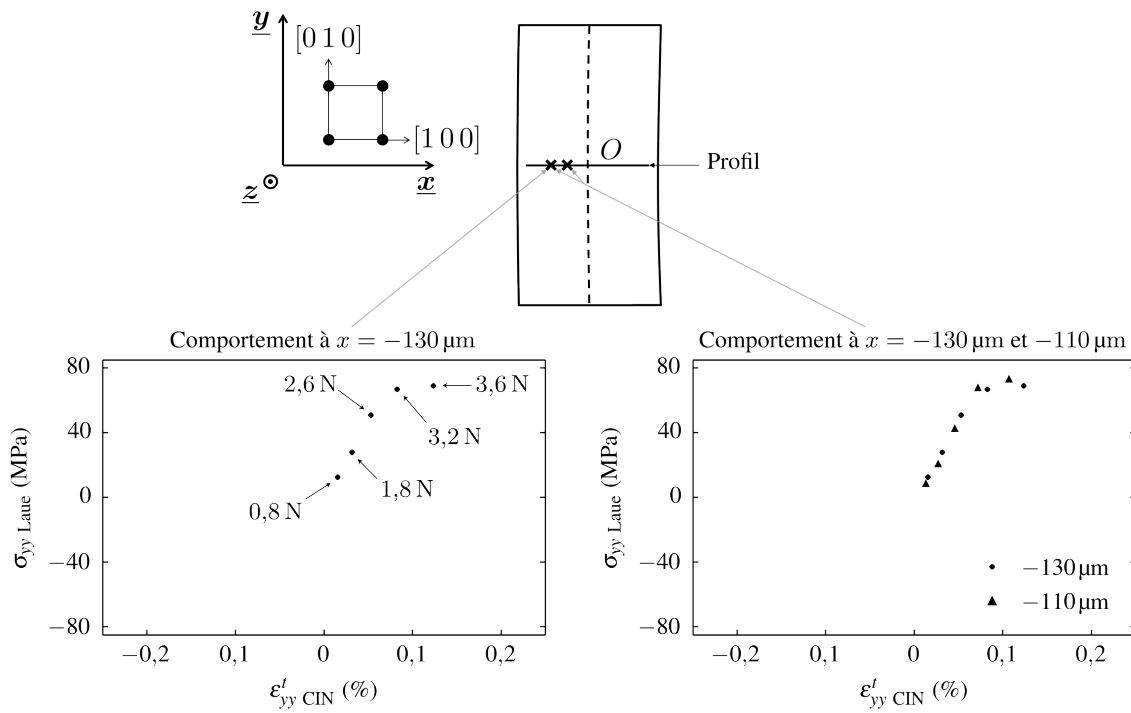 y
[0 1 0]
[1 0 0]
x
z
O
Profil
Comportement à x = −130 µm
80
40
0
−40
−80
σyy Laue (MPa)
2,6 N
3,6 N
3,2 N
1,8 N
0,8 N
−0,2
0,1
0
0,1
0,2
εᵗyy CIN (%)
Comportement à x = −130 µm et −110 µm
80
40
0
−40
−80
σyy Laue (MPa)
−130 µm
−110 µm
−0,2
0,1
0
0,1
0,2
εᵗyy CIN (%)